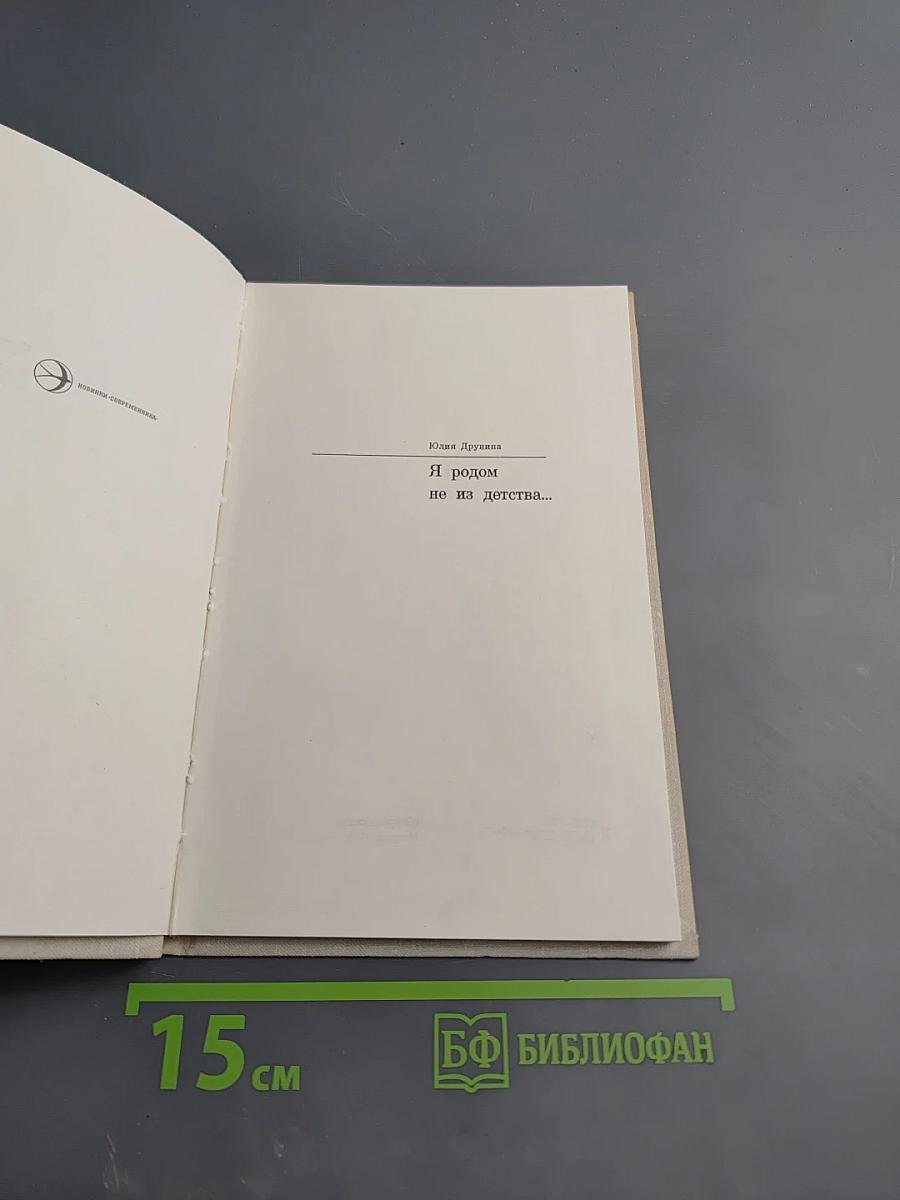 НОВИНКИ «СОВРЕМЕННИКА»
Юлия Друнина
Я родом
не из детства...
15 см
БФ БИБЛИОФАН